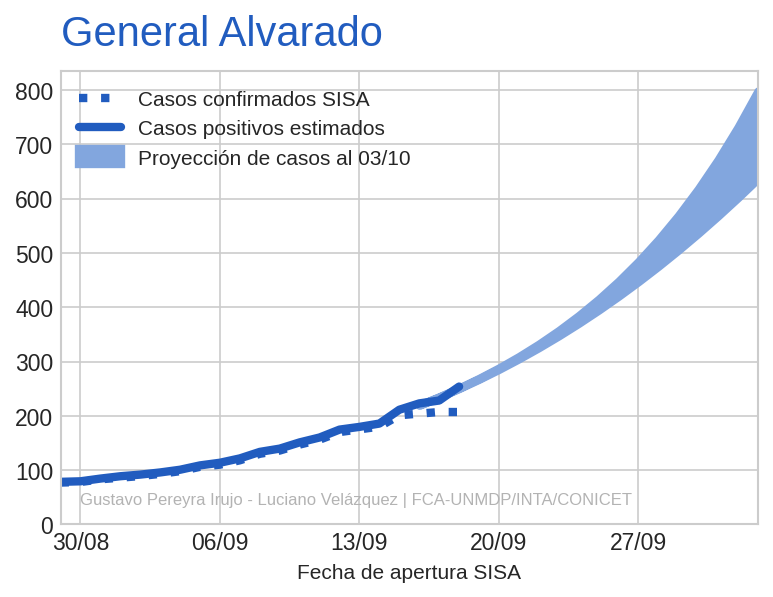 General Alvarado
800
700
600
500
400
300
200
100
0
Casos confirmados SISA
Casos positivos estimados
Proyección de casos al 03/10
Gustavo Pereyra Irujo - Luciano Velázquez | FCA-UNMDP/INTA/CONICET
30/08 06/09 13/09 20/09 27/09
Fecha de apertura SISA